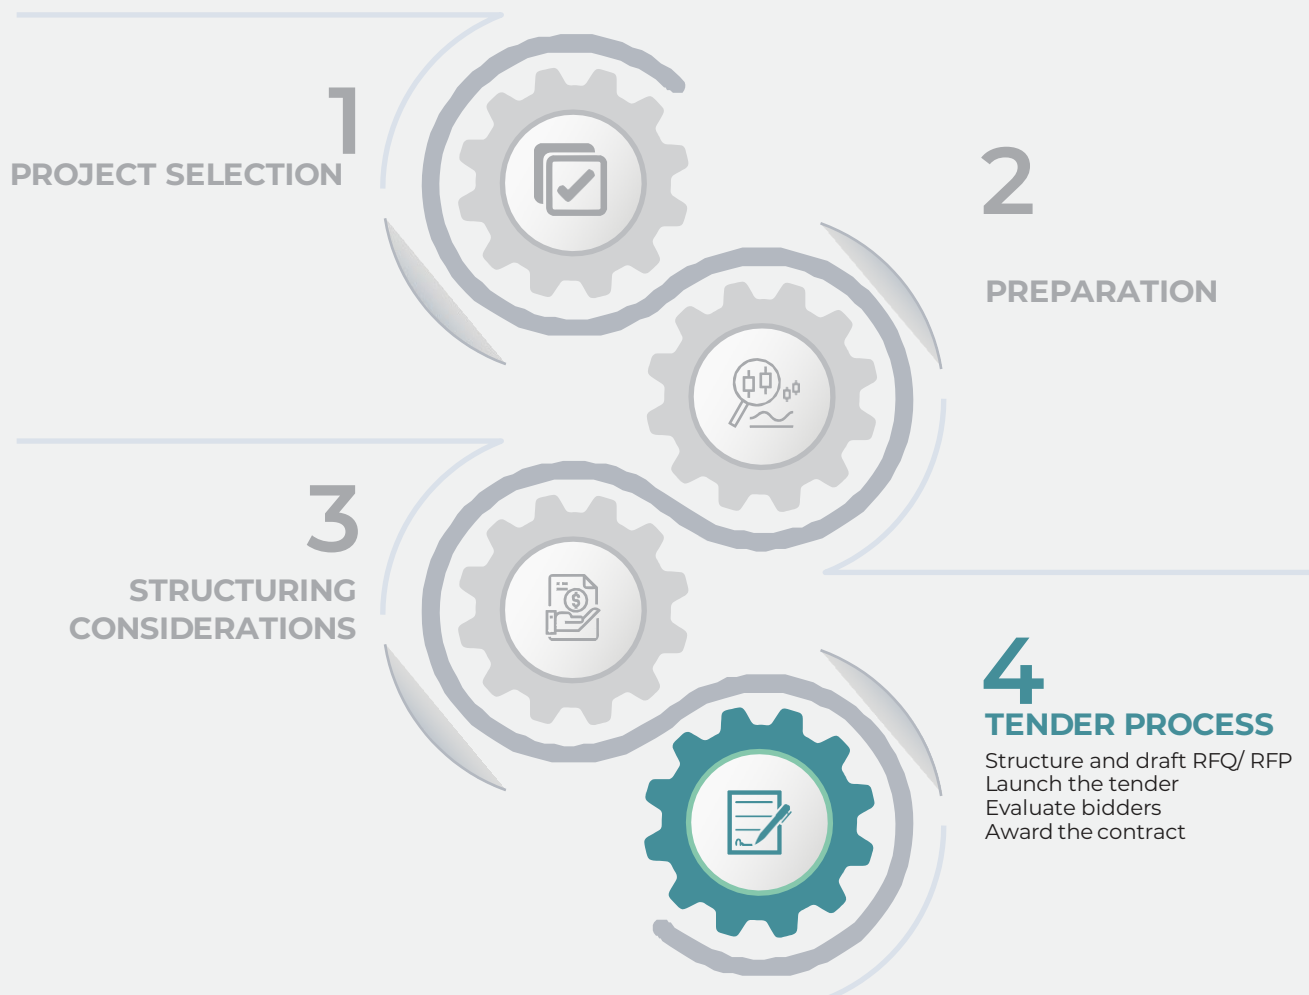 1
PROJECT SELECTION
2
PREPARATION
3
STRUCTURING
CONSIDERATIONS
4
TENDER PROCESS
Structure and draft RFQ/ RFP
Launch the tender
Evaluate bidders
Award the contract
$